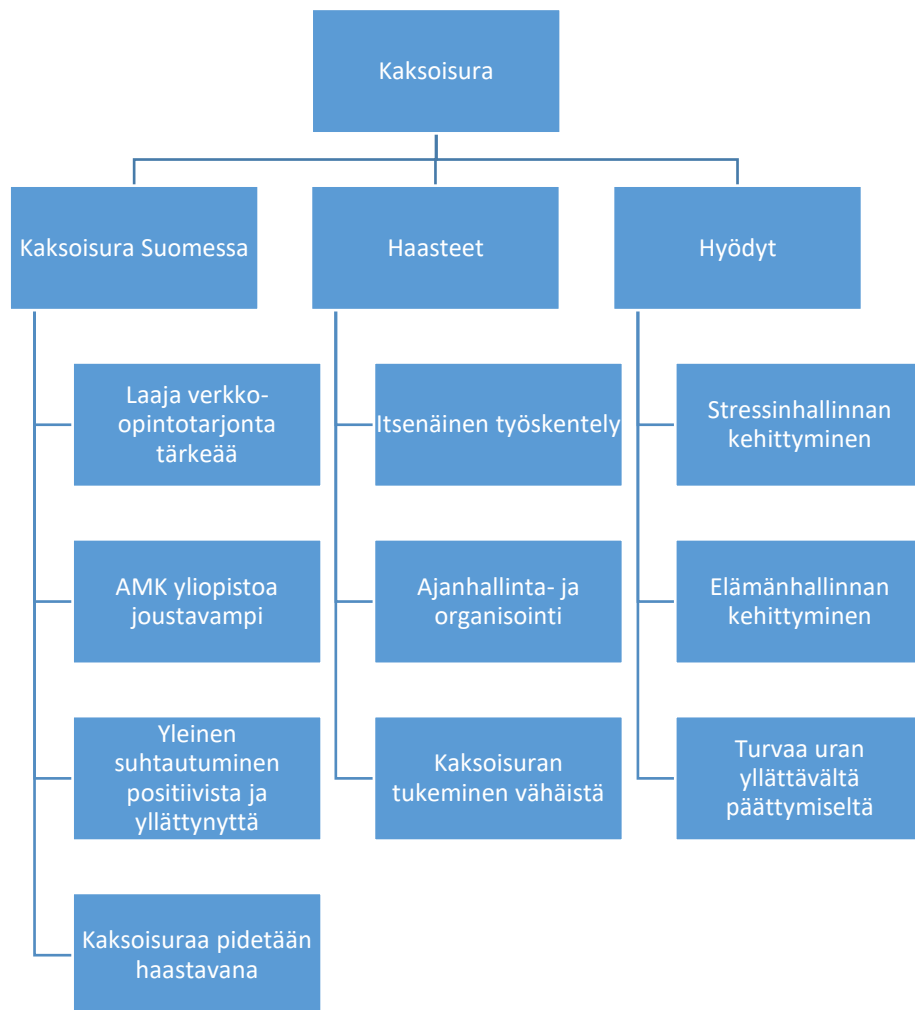 Kaksoisura
Kaksoisura Suomessa
Haasteet
Hyödyt
Laaja verkko-
opintotarjonta
tärkeää
Itsenäinen työskentely
Stressinhallinnan
kehittyminen
AMK yliopistoa
joustavampi
Ajanhallinta- ja
organisointi
Elämänhallinnan
kehittyminen
Yleinen
suhtautuminen
positiivista ja
yllättynyttä
Kaksoisuran
tukeminen vähäistä
Turvaa uran
yllättävältä
päättymiseltä
Kaksoisuraa pidetään
haastavana